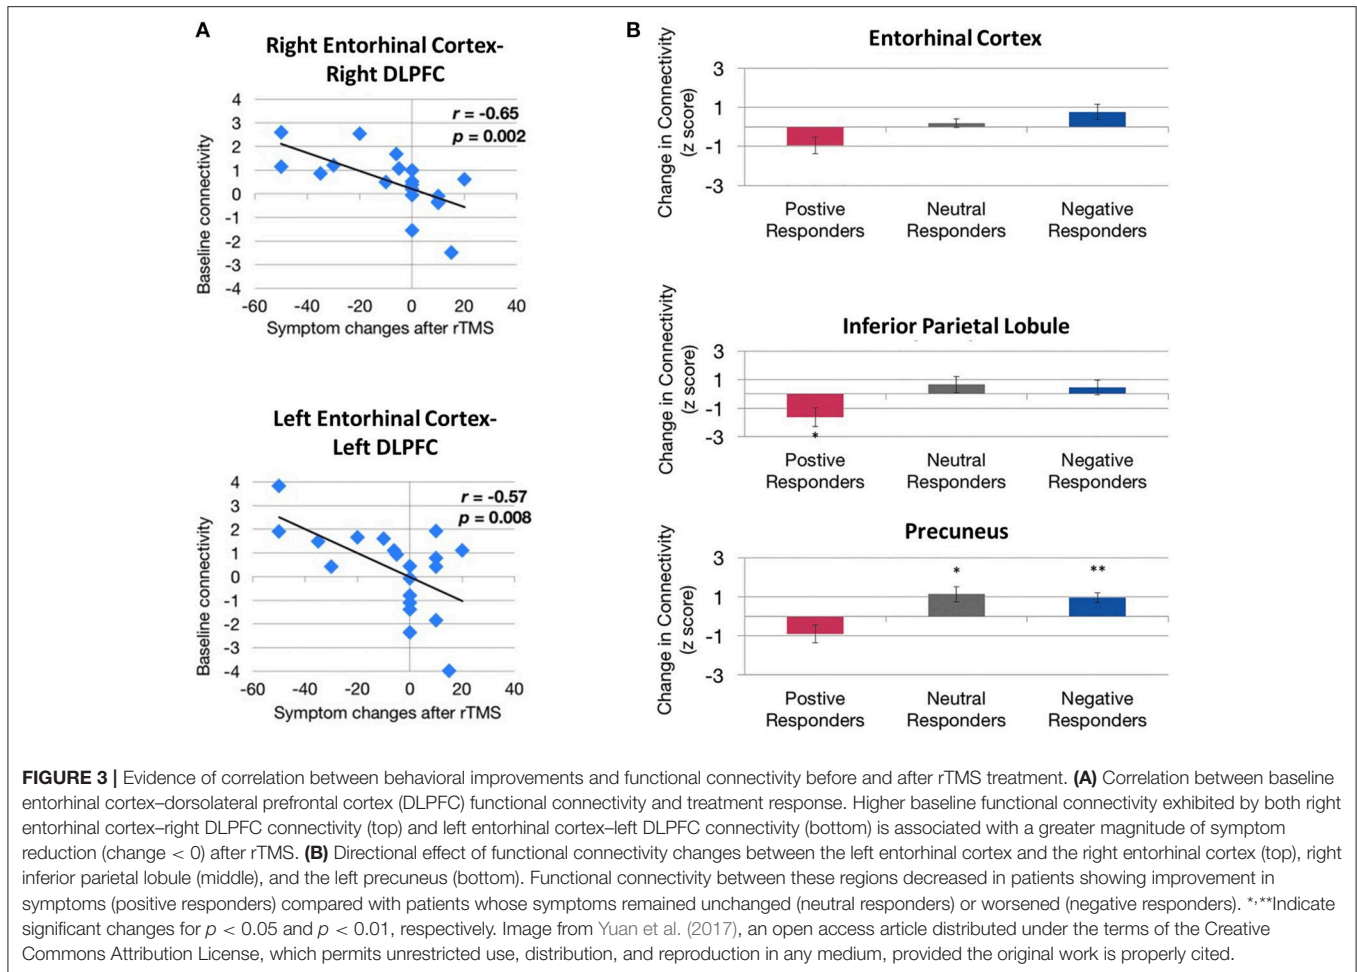 A
Right Entorhinal Cortex-
Right DLPFC
r = -0.65
p = 0.002
4
3
2
1
0
-1
-2
-3
-4
Baseline connectivity
-60 -40 -20 0 20 40
Symptom changes after rTMS
Left Entorhinal Cortex-
Left DLPFC
r = -0.57
p = 0.008
4
3
2
1
0
-1
-2
-3
-4
Baseline connectivity
-60 -40 -20 0 20 40
Symptom changes after rTMS
B
Entorhinal Cortex
Change in Connectivity
(z score)
3
1
-1
-3
Postive Neutral Negative
Responders Responders Responders
Inferior Parietal Lobule
Change in Connectivity
(z score)
3
1
-1
-3
*
Postive Neutral Negative
Responders Responders Responders
Precuneus
Change in Connectivity
(z score)
3
1
-1
-3
* **
Postive Neutral Negative
Responders Responders Responders
FIGURE 3 | Evidence of correlation between behavioral improvements and functional connectivity before and after rTMS treatment. (A) Correlation between baseline
entorhinal cortex–dorsolateral prefrontal cortex (DLPFC) functional connectivity and treatment response. Higher baseline functional connectivity exhibited by both right
entorhinal cortex–right DLPFC connectivity (top) and left entorhinal cortex–left DLPFC connectivity (bottom) is associated with a greater magnitude of symptom
reduction (change < 0) after rTMS. (B) Directional effect of functional connectivity changes between the left entorhinal cortex and the right entorhinal cortex (top), right
inferior parietal lobule (middle), and the left precuneus (bottom). Functional connectivity between these regions decreased in patients showing improvement in
symptoms (positive responders) compared with patients whose symptoms remained unchanged (neutral responders) or worsened (negative responders). *,**Indicate
significant changes for p < 0.05 and p < 0.01, respectively. Image from Yuan et al. (2017), an open access article distributed under the terms of the Creative
Commons Attribution License, which permits unrestricted use, distribution, and reproduction in any medium, provided the original work is properly cited.